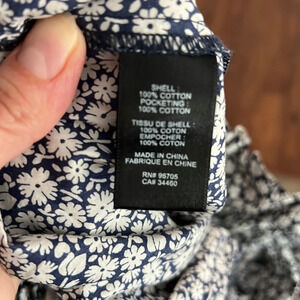 SHELL :
100% COTTON
POCKETING :
100% COTTON
TISSU DE SHELL :
100% COTON
EMPOCHER :
100% COTON
MADE IN CHINA
FABRIQUE EN CHINE
RN# 96705
CA# 34460